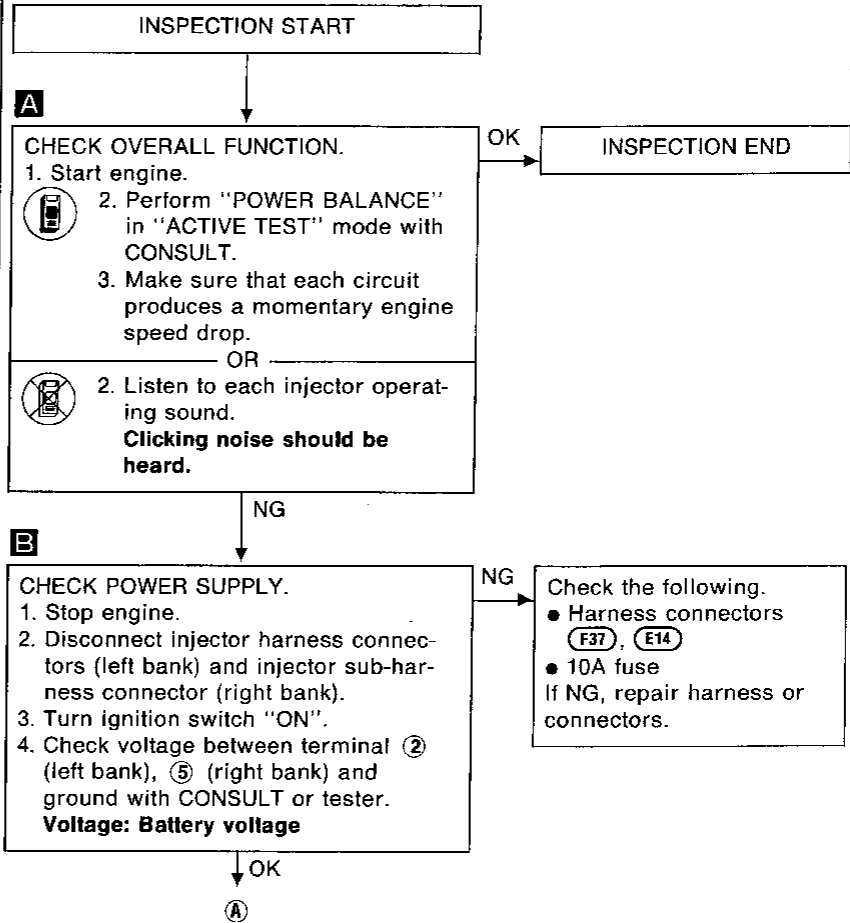 INSPECTION START
A
CHECK OVERALL FUNCTION.
1. Start engine.
2. Perform "POWER BALANCE"
in "ACTIVE TEST" mode with
CONSULT.
3. Make sure that each circuit
produces a momentary engine
speed drop.
OR
2. Listen to each injector operat-
ing sound.
Clicking noise should be
heard.
OK
INSPECTION END
NG
B
CHECK POWER SUPPLY.
1. Stop engine.
2. Disconnect injector harness connec-
tors (left bank) and injector sub-har-
ness connector (right bank).
3. Turn ignition switch "ON".
4. Check voltage between terminal ②
(left bank), ⑤ (right bank) and
ground with CONSULT or tester.
Voltage: Battery voltage
NG
Check the following.
● Harness connectors
F37, E14
● 10A fuse
If NG, repair harness or
connectors.
OK
Ⓐ